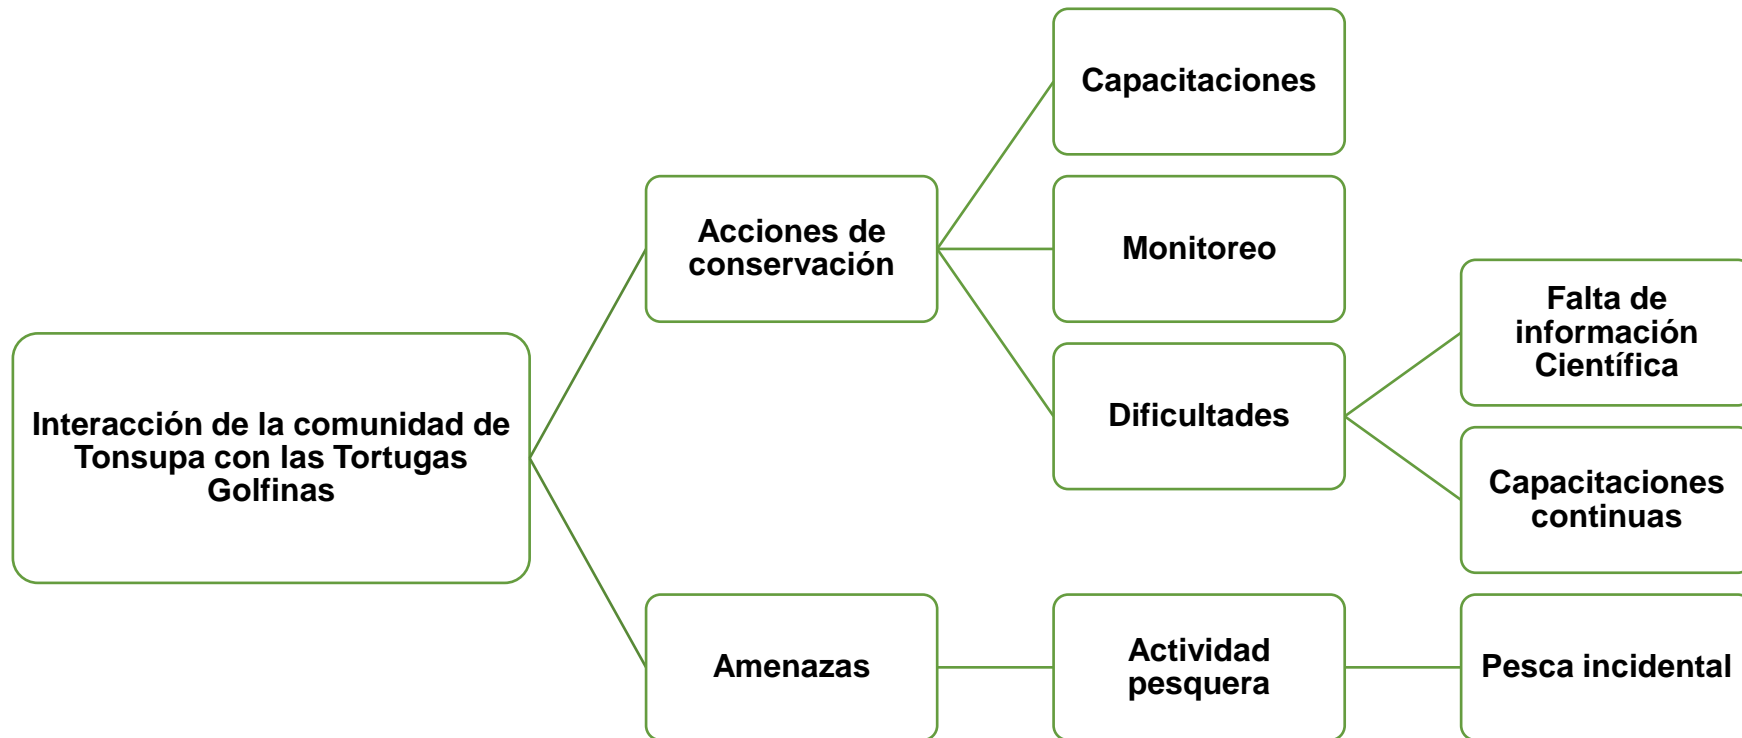 Interacción de la comunidad de
Tonsupa con las Tortugas
Golfinas
Acciones de
conservación
Capacitaciones
Monitoreo
Dificultades
Falta de
información
Científica
Capacitaciones
continuas
Amenazas
Actividad
pesquera
Pesca incidental